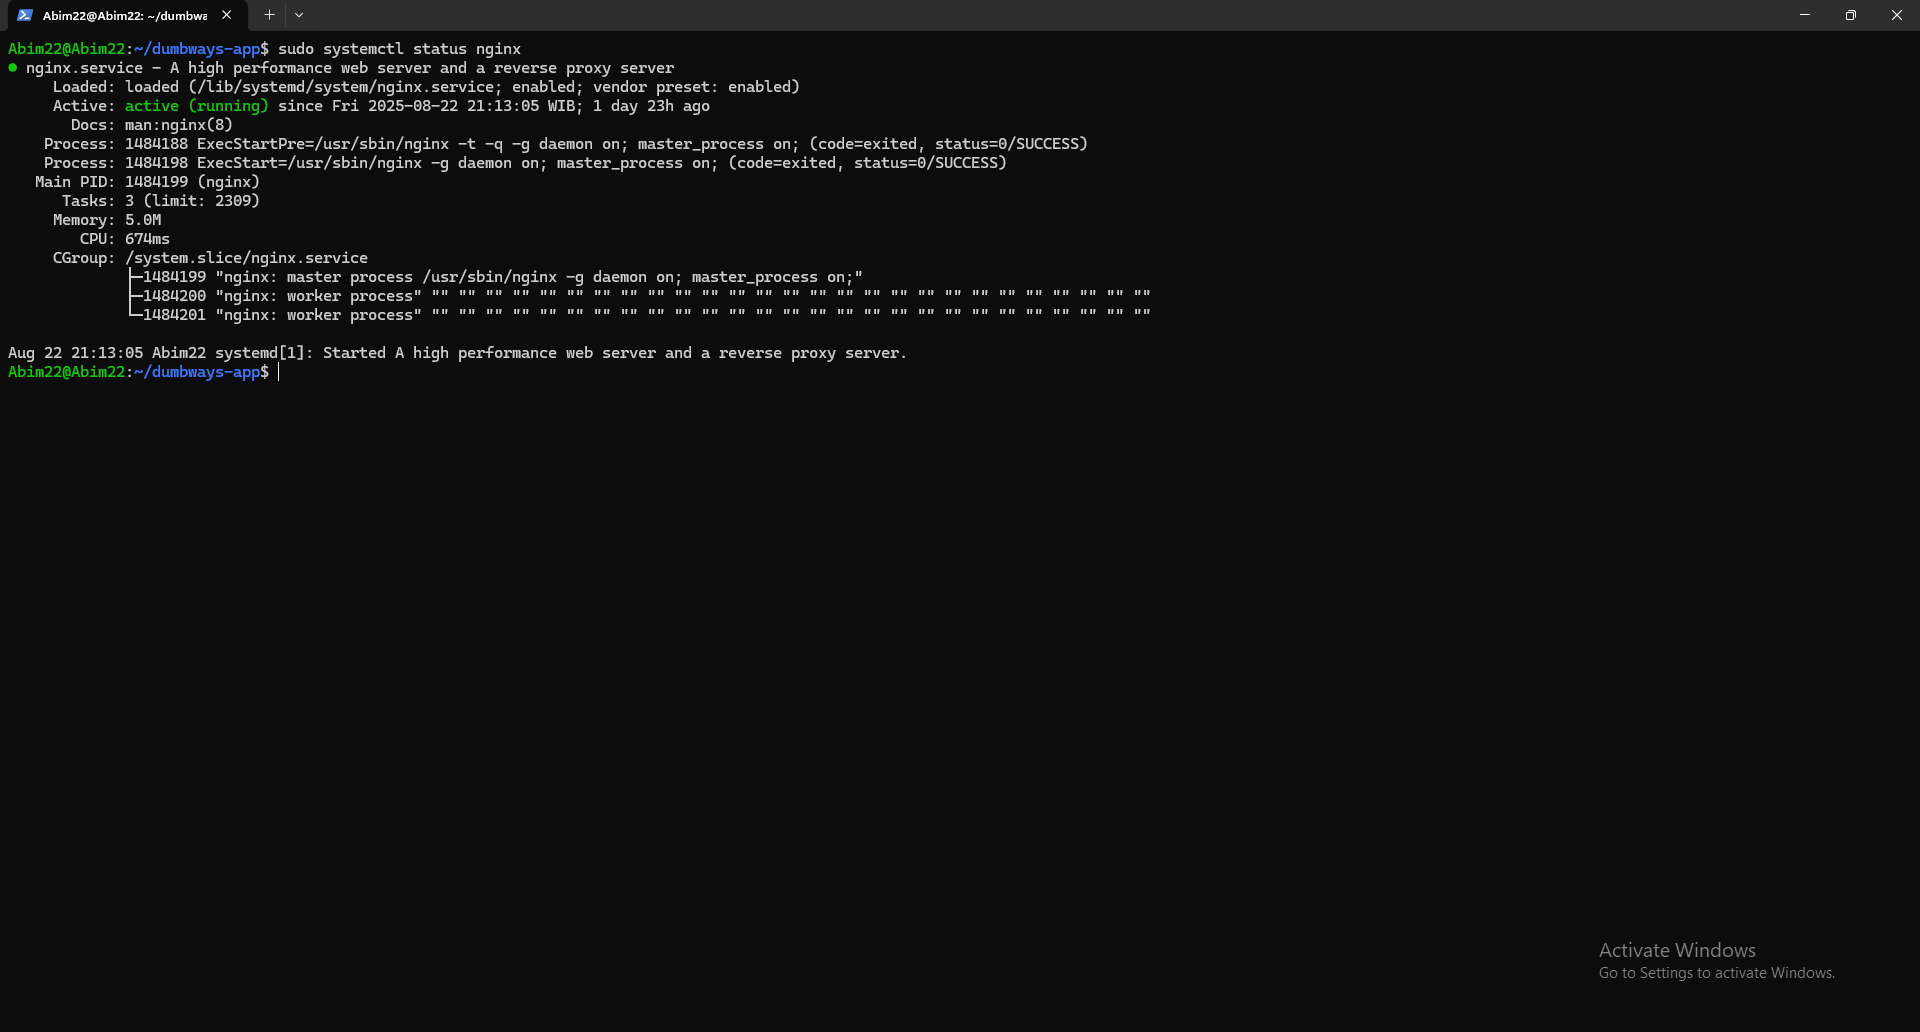 Abim22@Abim22: ~/dumbwa
Abim22@Abim22:~/dumbways-app$ sudo systemctl status nginx
● nginx.service - A high performance web server and a reverse proxy server
     Loaded: loaded (/lib/systemd/system/nginx.service; enabled; vendor preset: enabled)
     Active: active (running) since Fri 2025-08-22 21:13:05 WIB; 1 day 23h ago
       Docs: man:nginx(8)
    Process: 1484188 ExecStartPre=/usr/sbin/nginx -t -q -g daemon on; master_process on; (code=exited, status=0/SUCCESS)
    Process: 1484198 ExecStart=/usr/sbin/nginx -g daemon on; master_process on; (code=exited, status=0/SUCCESS)
   Main PID: 1484199 (nginx)
      Tasks: 3 (limit: 2309)
     Memory: 5.0M
        CPU: 674ms
     CGroup: /system.slice/nginx.service
             ├─1484199 "nginx: master process /usr/sbin/nginx -g daemon on; master_process on;"
             ├─1484200 "nginx: worker process" "" "" "" "" "" "" "" "" "" "" "" "" "" "" "" "" "" "" "" "" "" "" "" "" "" "" ""
             └─1484201 "nginx: worker process" "" "" "" "" "" "" "" "" "" "" "" "" "" "" "" "" "" "" "" "" "" "" "" "" "" "" ""
Aug 22 21:13:05 Abim22 systemd[1]: Started A high performance web server and a reverse proxy server.
Abim22@Abim22:~/dumbways-app$
Activate Windows
Go to Settings to activate Windows.